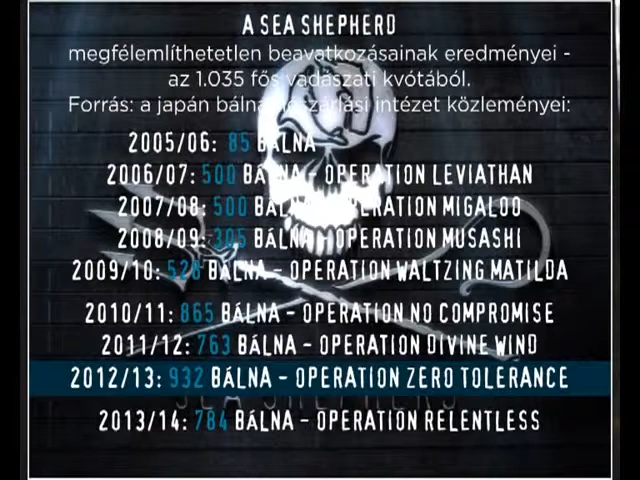 A SEA SHEPHERD
megfélemlíthetetlen beavatkozásainak eredményei -
az 1.035 fős vadászati kvótából.
Forrás: a japán bálnavészárlási intézet közleményei:
2005/06: 85 BÁLNA
2006/07: 500 BÁLNA - OPERATION LEVIATHAN
2007/08: 500 BÁLNA - OPERATION MIGALOO
2008/09: 305 BÁLNA - OPERATION MUSASHI
2009/10: 528 BÁLNA - OPERATION WALTZING MATILDA
2010/11: 865 BÁLNA - OPERATION NO COMPROMISE
2011/12: 763 BÁLNA - OPERATION DIVINE WIND
2012/13: 932 BÁLNA - OPERATION ZERO TOLERANCE
SEA SHEPHERD
2013/14: 784 BÁLNA - OPERATION RELENTLESS